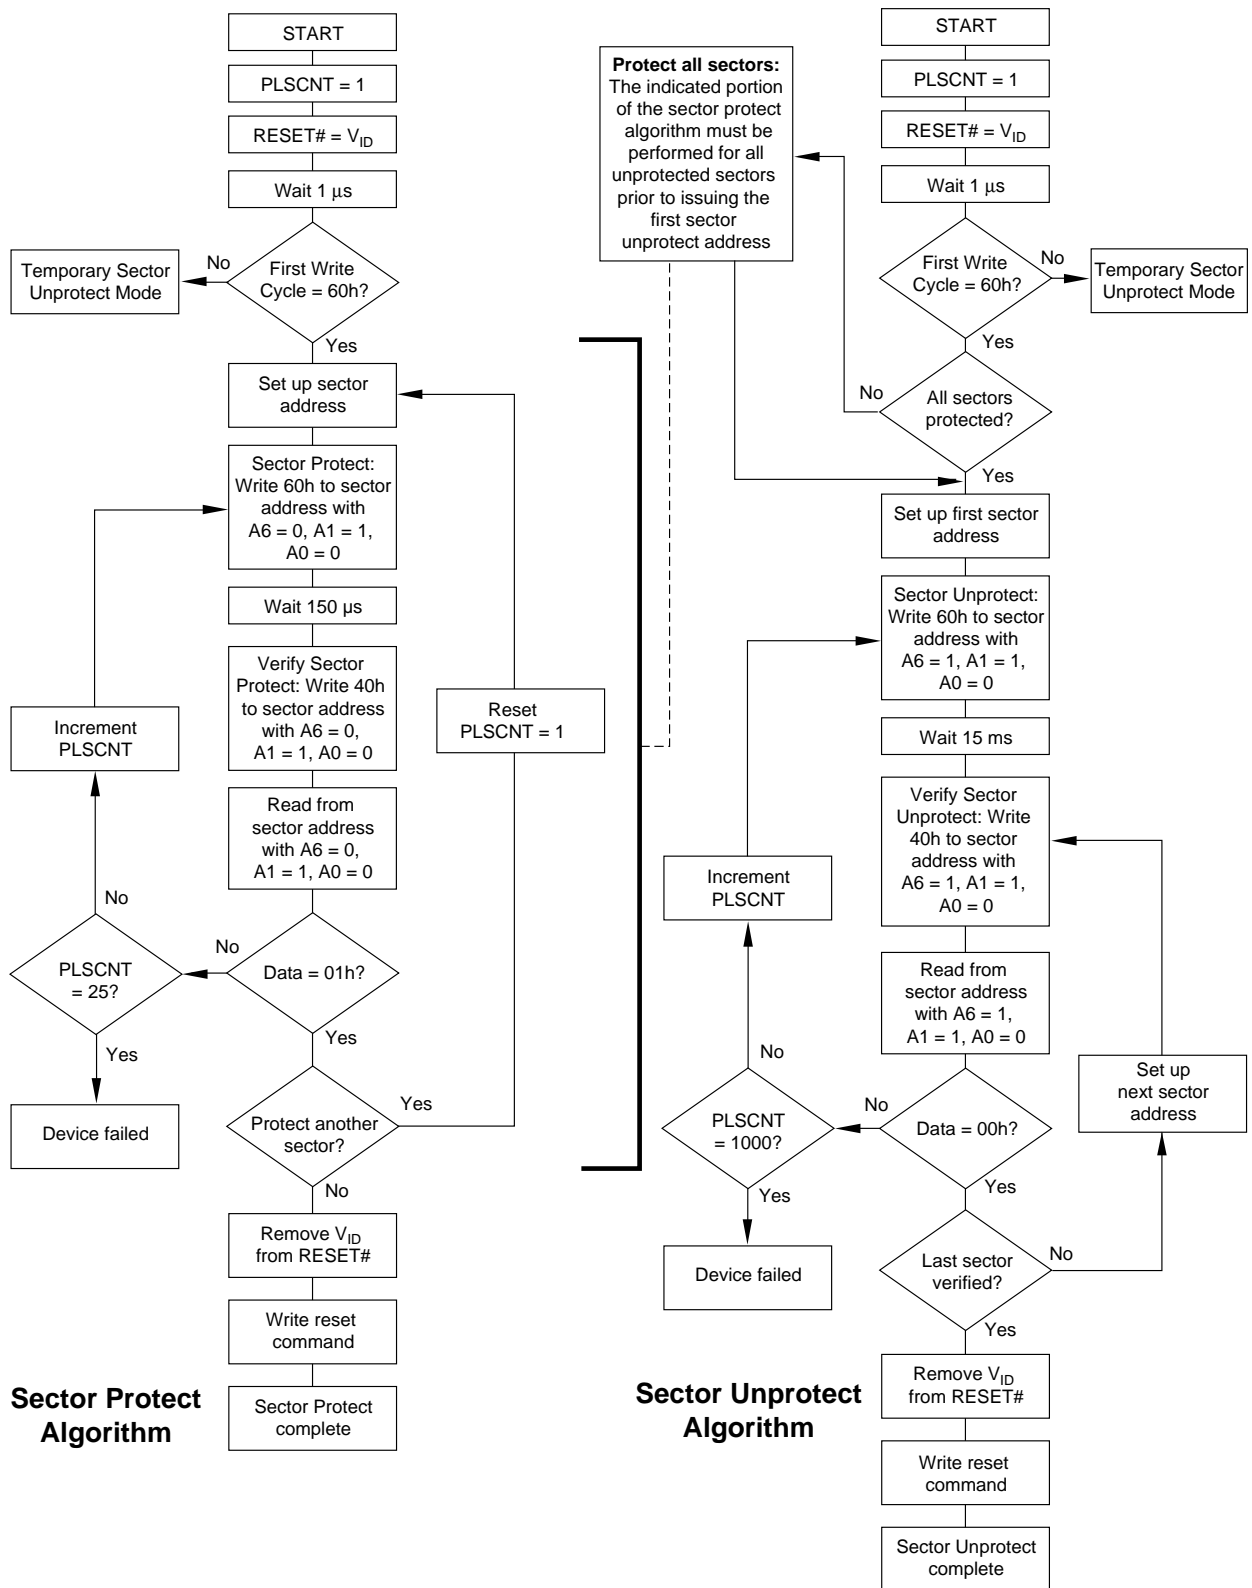 START
PLSCNT = 1
RESET# = VID
Wait 1 μs
First Write
Cycle = 60h?
No
Temporary Sector
Unprotect Mode
Yes
Set up sector
address
Sector Protect:
Write 60h to sector
address with
A6 = 0, A1 = 1,
A0 = 0
Wait 150 µs
Verify Sector
Protect: Write 40h
to sector address
with A6 = 0,
A1 = 1, A0 = 0
Increment
PLSCNT
Reset
PLSCNT = 1
Read from
sector address
with A6 = 0,
A1 = 1, A0 = 0
No
PLSCNT
= 25?
No
Data = 01h?
Yes
Yes
Device failed
Protect another
sector?
Yes
No
Remove VID
from RESET#
Write reset
command
Sector Protect
complete
Sector Protect
Algorithm
Protect all sectors:
The indicated portion
of the sector protect
algorithm must be
performed for all
unprotected sectors
prior to issuing the
first sector
unprotect address
START
PLSCNT = 1
RESET# = VID
Wait 1 μs
First Write
Cycle = 60h?
No
Temporary Sector
Unprotect Mode
Yes
No
All sectors
protected?
Yes
Set up first sector
address
Sector Unprotect:
Write 60h to sector
address with
A6 = 1, A1 = 1,
A0 = 0
Wait 15 ms
Verify Sector
Unprotect: Write
40h to sector
address with
A6 = 1, A1 = 1,
A0 = 0
Increment
PLSCNT
Read from
sector address
with A6 = 1,
A1 = 1, A0 = 0
No
Set up
next sector
address
PLSCNT
= 1000?
No
Data = 00h?
Yes
Yes
Device failed
Last sector
verified?
No
Yes
Remove VID
from RESET#
Write reset
command
Sector Unprotect
complete
Sector Unprotect
Algorithm